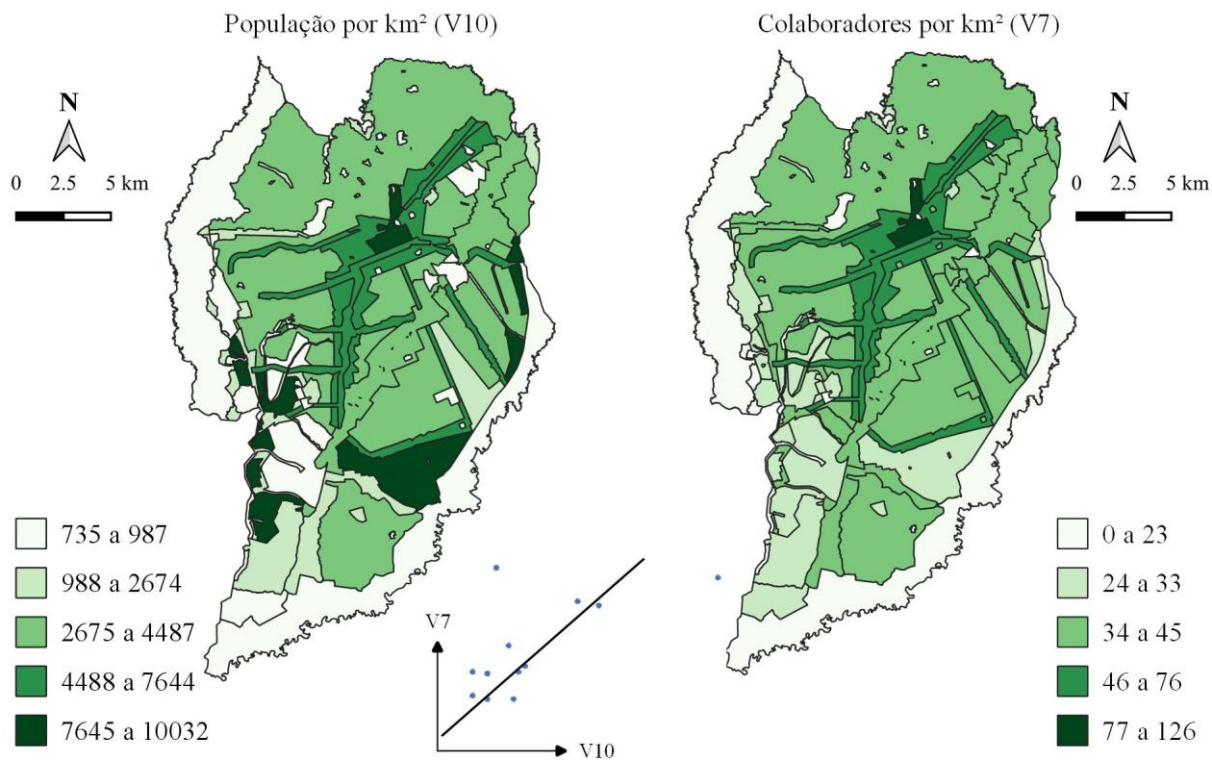 População por km² (V10)
N
0 2.5 5 km
735 a 987
988 a 2674
2675 a 4487
4488 a 7644
7645 a 10032
V7
V10
Colaboradores por km² (V7)
N
0 2.5 5 km
0 a 23
24 a 33
34 a 45
46 a 76
77 a 126